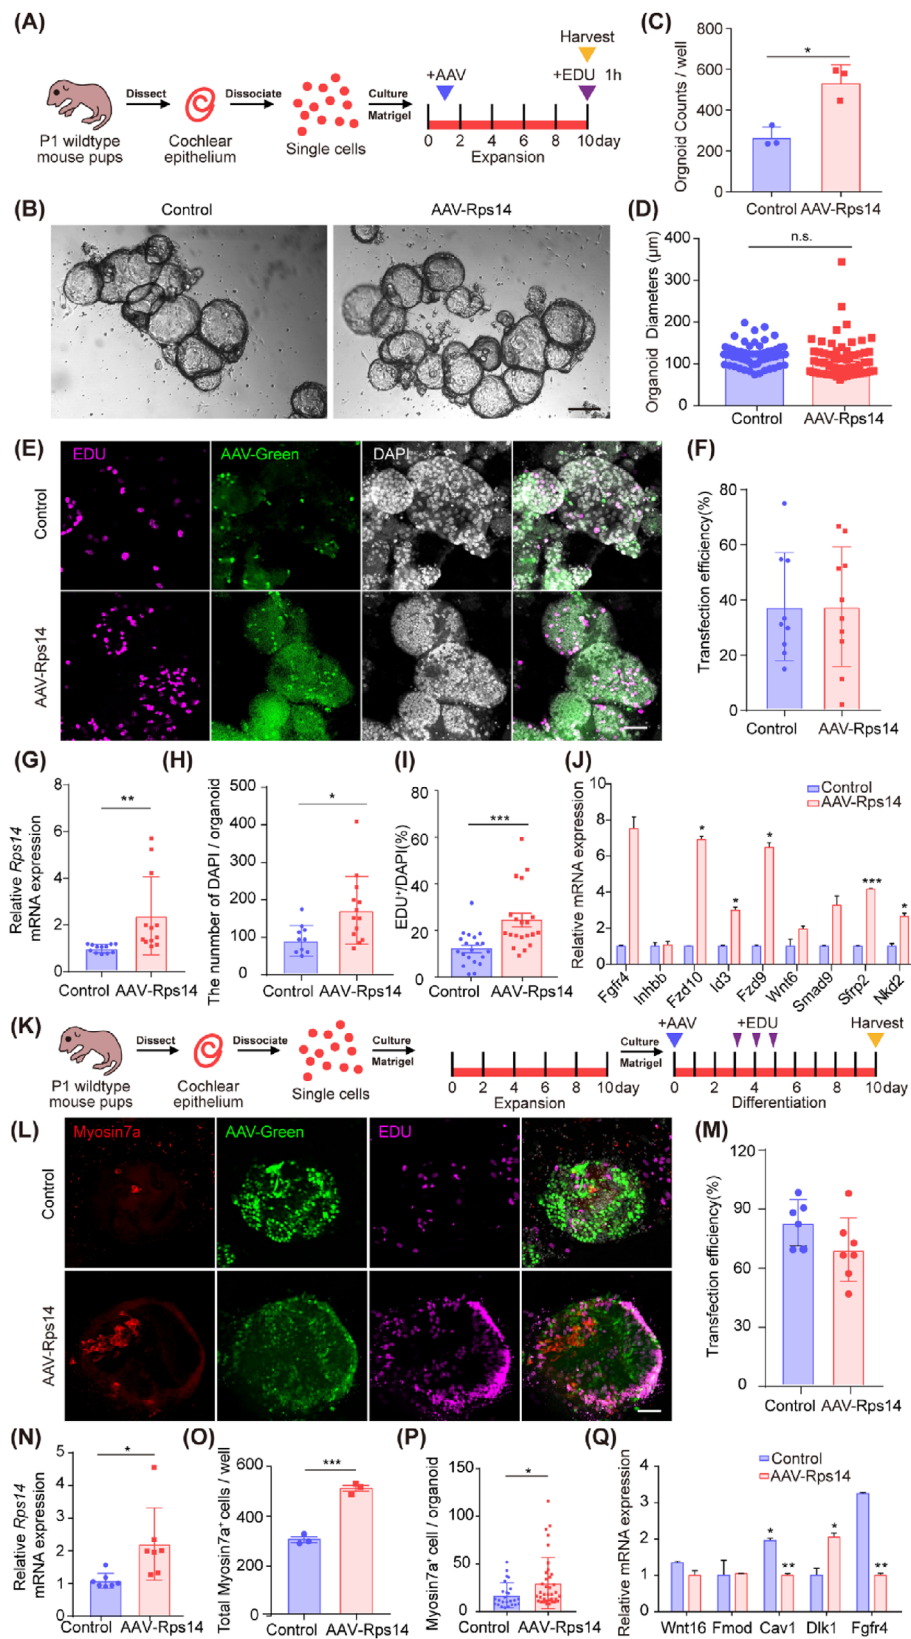 (A)
Harvest
+AAV
+EDU 1h
Dissect
Dissociate
Culture
Matrigel
P1 wildtype
mouse pups
Cochlear
epithelium
Single cells
0 2 4 6 8 10 day
Expansion
(C)
Orgnoid Counts / well
800
600
400
200
0
*
Control AAV-Rps14
(B)
Control
AAV-Rps14
(D)
Organoid Diameters (µm)
400
300
200
100
0
n.s.
Control
AAV-Rps14
(E)
EDU
AAV-Green
DAPI
Control
AAV-Rps14
(F)
Transfection efficiency(%)
80
60
40
20
0
Control AAV-Rps14
(G)
Relative Rps14
mRNA expression
8
6
4
2
0
**
Control AAV-Rps14
(H)
The number of DAPI / organoid
500
400
300
200
100
0
*
Control AAV-Rps14
(I)
EDU+/DAPI(%)
80
60
40
20
0
***
Control AAV-Rps14
(J)
Relative mRNA expression
10
8
6
4
2
0
Control
AAV-Rps14
*
*
*
***
*
Fgfr4
Inhbb
Fzd10
Id3
Fzd9
Wnt6
Smad9
Sfrp2
Nkd2
(K)
Dissect
Dissociate
Culture
Matrigel
P1 wildtype
mouse pups
Cochlear
epithelium
Single cells
0 2 4 6 8 10 day
Expansion
Culture
Matrigel
+AAV
+EDU
Harvest
0 2 4 6 8 10 day
Differentiation
(L)
Myosin7a
AAV-Green
EDU
Control
AAV-Rps14
(M)
Transfection efficiency(%)
120
90
60
30
0
Control AAV-Rps14
(N)
Relative Rps14
mRNA expression
5
4
3
2
1
0
*
Control AAV-Rps14
(O)
Total Myosin7a+ cells / well
600
400
200
0
***
Control AAV-Rps14
(P)
Myosin7a+ cell / organoid
150
100
50
0
*
Control AAV-Rps14
(Q)
Relative mRNA expression
4
3
2
1
0
Control
AAV-Rps14
*
**
*
**
Wnt16 Fmod Cav1 Dlk1 Fgfr4